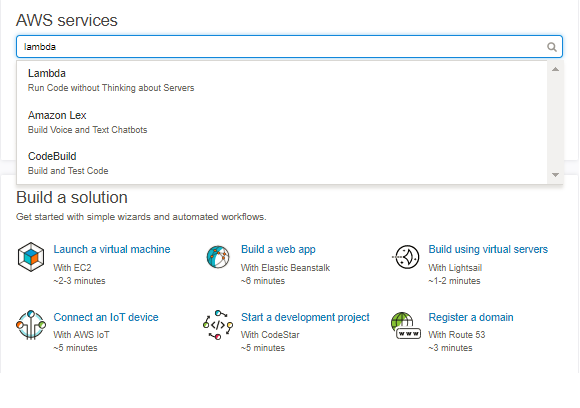 AWS services
lambda
Lambda
Run Code without Thinking about Servers
Amazon Lex
Build Voice and Text Chatbots
CodeBuild
Build and Test Code
Build a solution
Get started with simple wizards and automated workflows.
Launch a virtual machine
With EC2
~2-3 minutes
Build a web app
With Elastic Beanstalk
~6 minutes
Build using virtual servers
With Lightsail
~1-2 minutes
Connect an IoT device
With AWS IoT
~5 minutes
Start a development project
With CodeStar
~5 minutes
Register a domain
With Route 53
~3 minutes
www